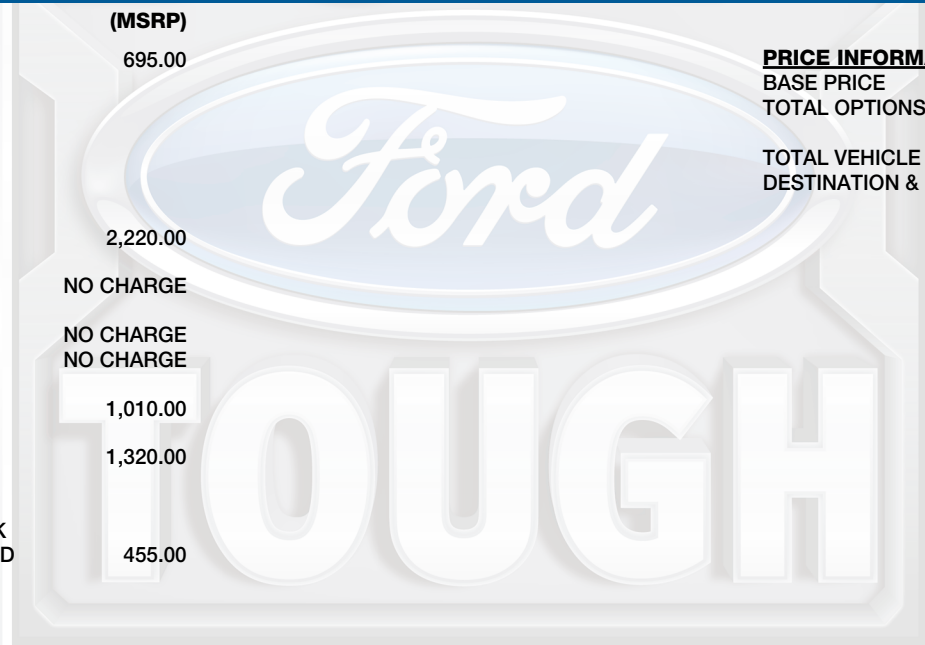 (MSRP)
695.00
2,220.00
NO CHARGE
NO CHARGE
NO CHARGE
1,010.00
1,320.00
K
D 455.00
PRICE INFORMA
BASE PRICE
TOTAL OPTIONS
TOTAL VEHICLE
DESTINATION &
Ford
TOUGH